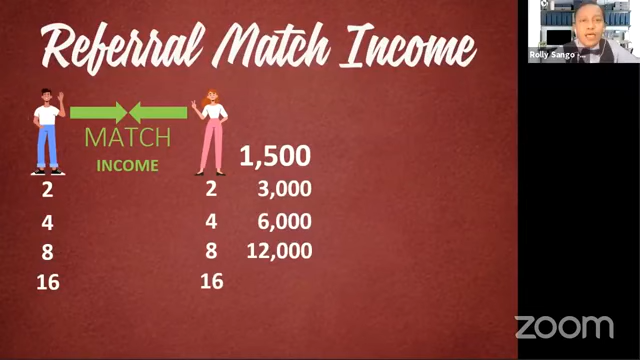 Referral Match Income
Rolly Sango
MATCH
INCOME
1,500
2 2 3,000
4 4 6,000
8 8 12,000
16 16
zoom